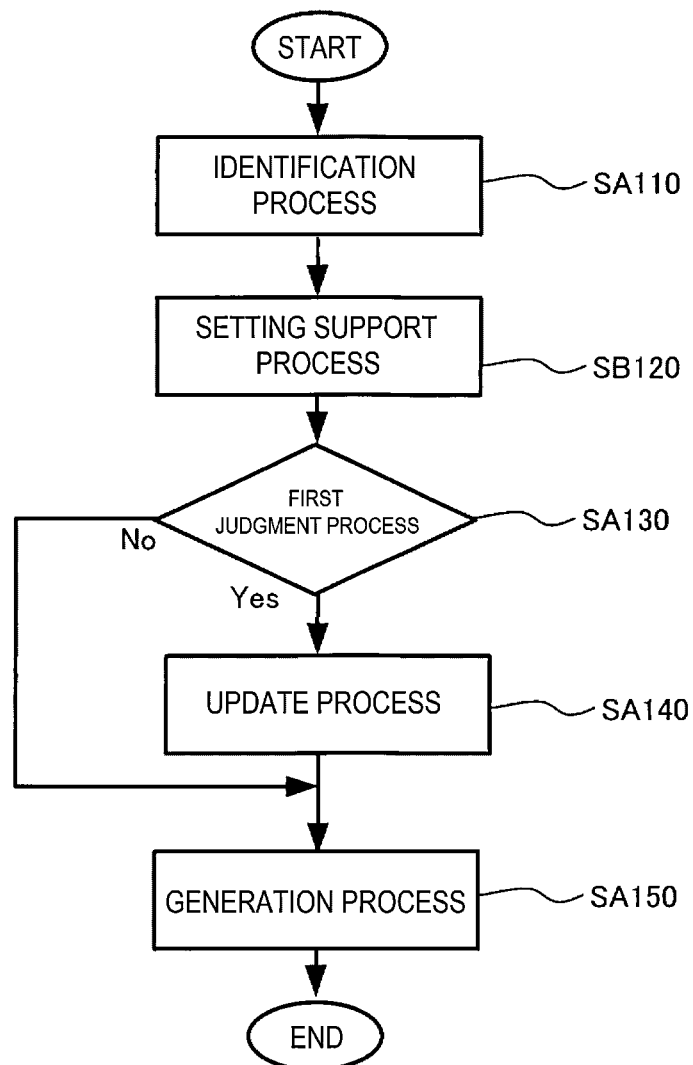 START
IDENTIFICATION
PROCESS
SA110
SETTING SUPPORT
PROCESS
SB120
FIRST
JUDGMENT PROCESS
SA130
No
Yes
UPDATE PROCESS
SA140
GENERATION PROCESS
SA150
END